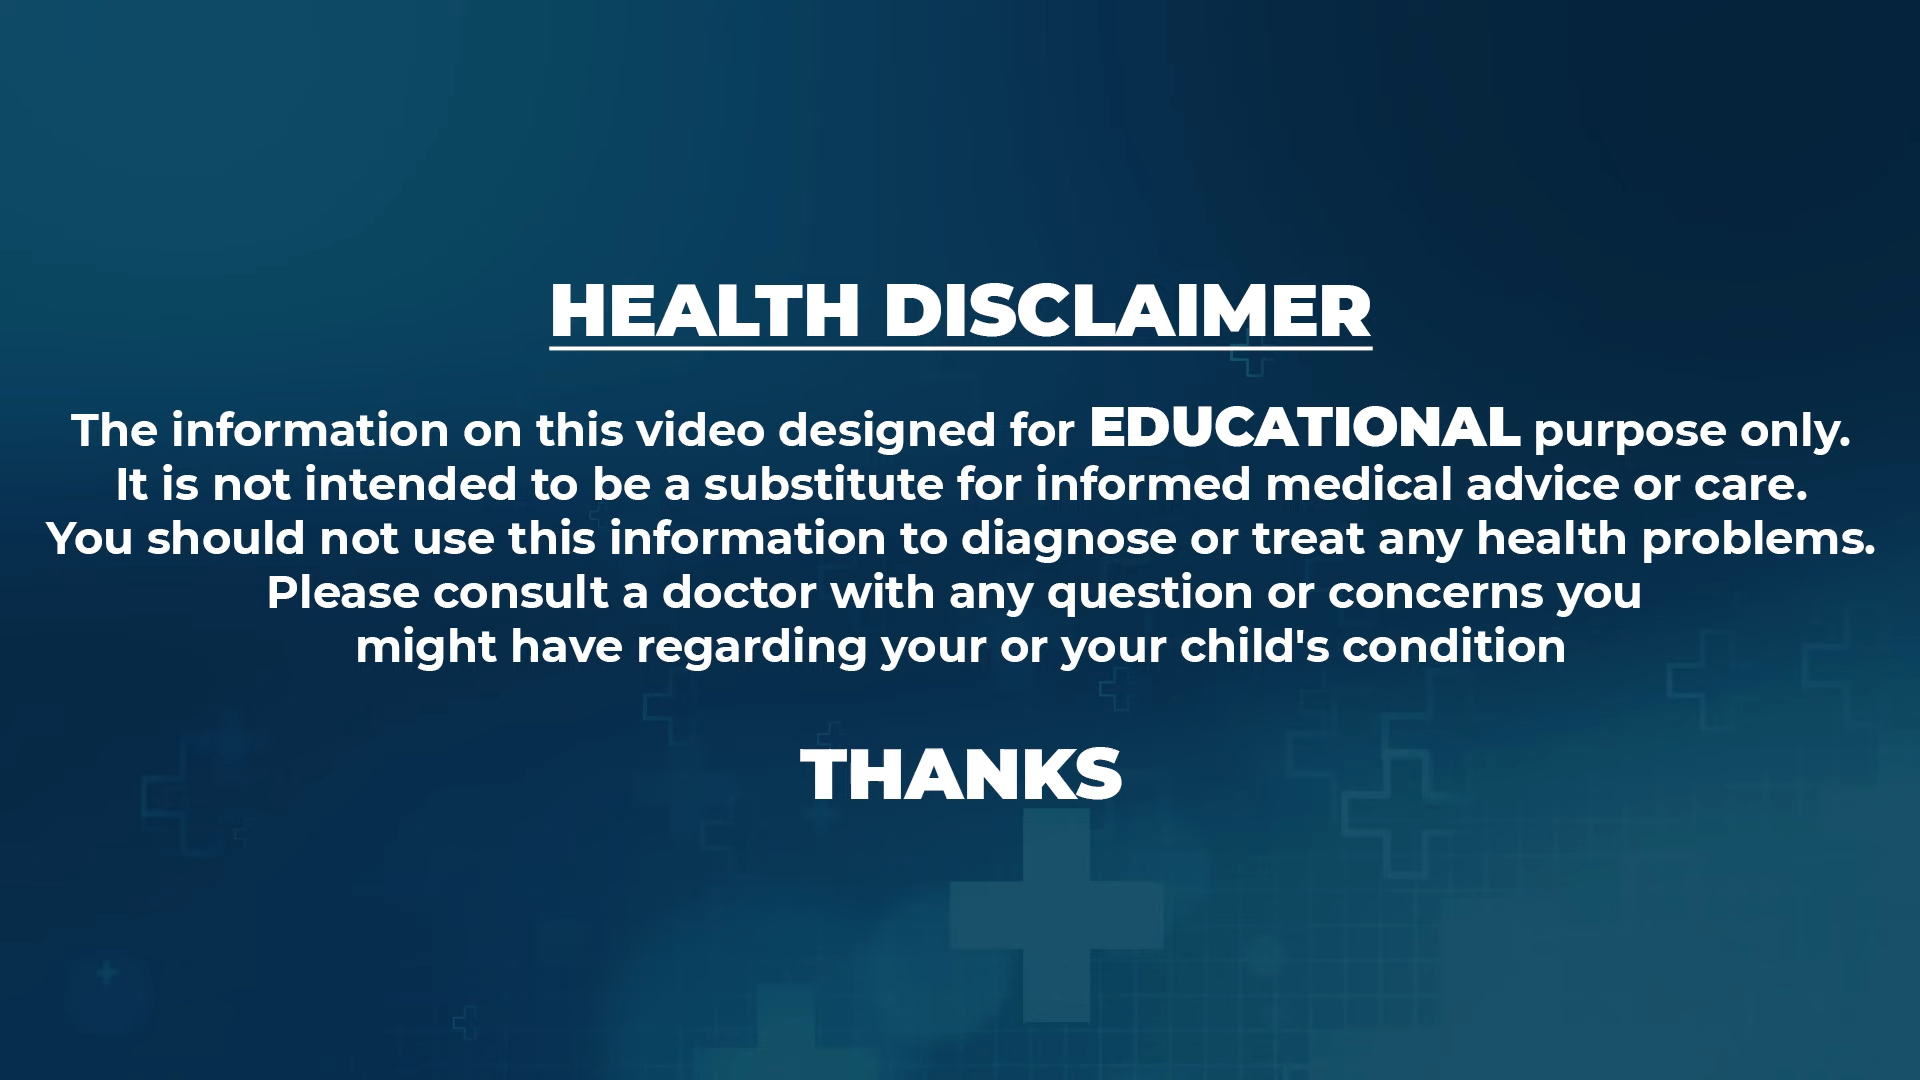 HEALTH DISCLAIMER
The information on this video designed for EDUCATIONAL purpose only.
It is not intended to be a substitute for informed medical advice or care.
You should not use this information to diagnose or treat any health problems.
Please consult a doctor with any question or concerns you
might have regarding your or your child's condition
THANKS